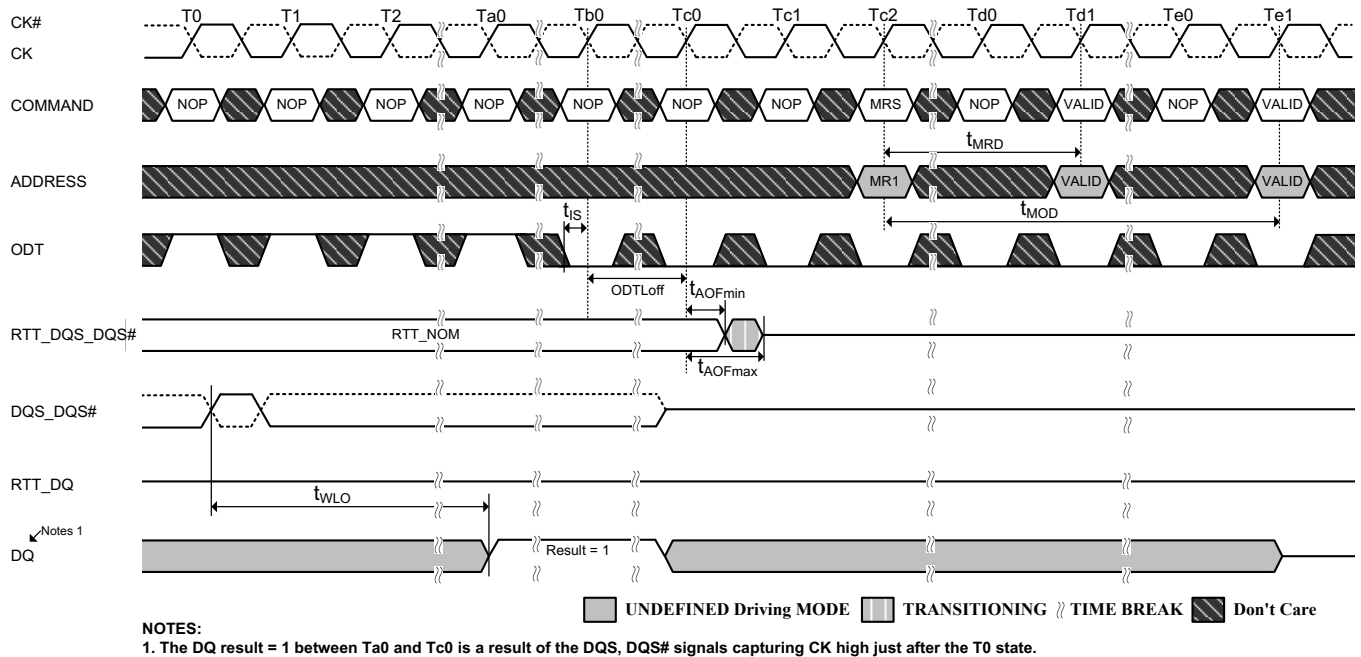 T0 T1 T2 Ta0 Tb0 Tc0 Tc1 Tc2 Td0 Td1 Te0 Te1
CK#
CK
COMMAND NOP NOP NOP NOP NOP NOP NOP MRS NOP VALID NOP VALID
tMRD
ADDRESS MR1 VALID VALID
tIS tMOD
ODT
ODTLoff tAOFmin
RTT_DQS_DQS# RTT_NOM
tAOFmax
DQS_DQS#
RTT_DQ
tWLO
Notes 1
DQ Result = 1
UNDEFINED Driving MODE TRANSITIONING TIME BREAK Don't Care
NOTES:
1. The DQ result = 1 between Ta0 and Tc0 is a result of the DQS, DQS# signals capturing CK high just after the T0 state.